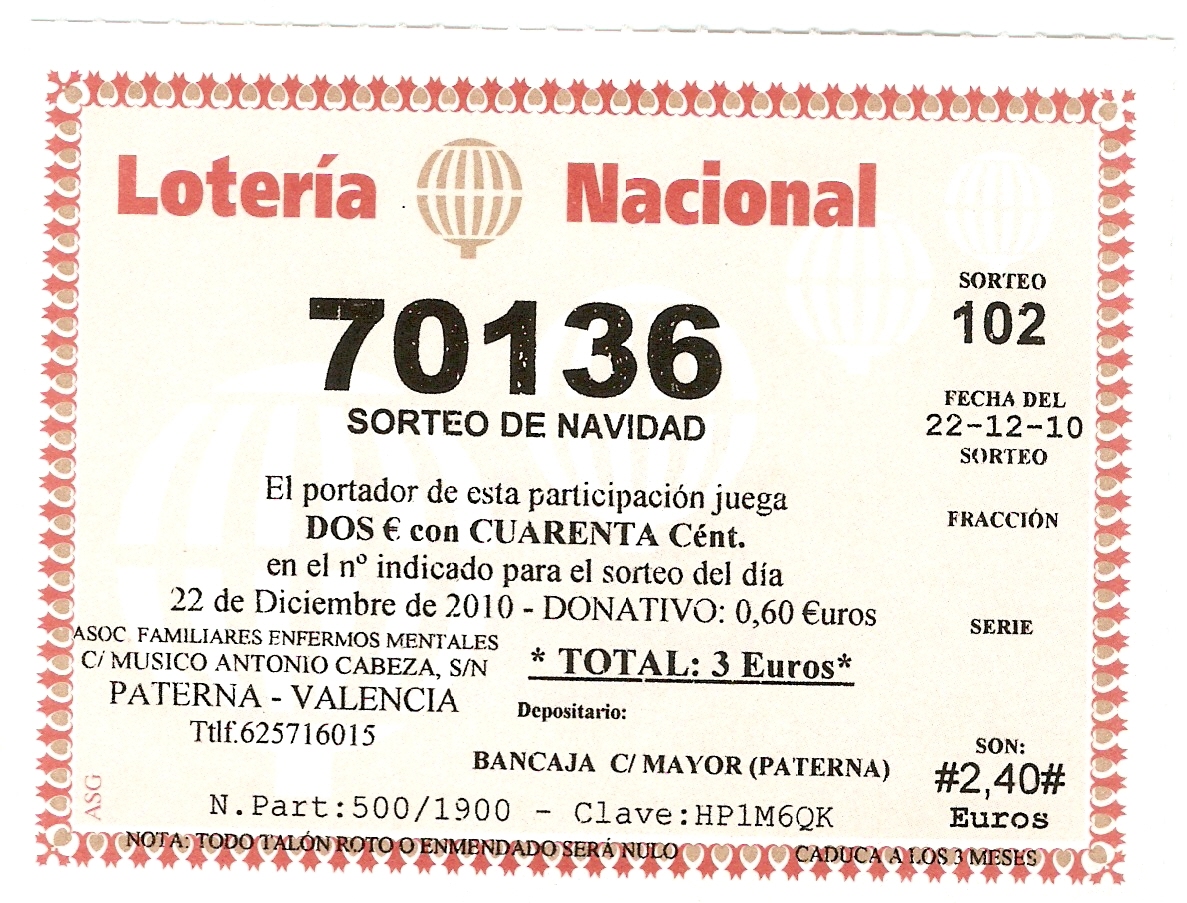 Lotería Nacional
SORTEO
102
70136
SORTEO DE NAVIDAD
FECHA DEL
22-12-10
SORTEO
El portador de esta participación juega
DOS € con CUARENTA Cént.
en el nº indicado para el sorteo del día
22 de Diciembre de 2010 - DONATIVO: 0,60 €uros
FRACCIÓN
SERIE
ASOC. FAMILIARES ENFERMOS MENTALES
C/ MUSICO ANTONIO CABEZA, S/N
PATERNA - VALENCIA
Ttlf.625716015
* TOTAL: 3 Euros*
Depositario:
BANCAJA C/ MAYOR (PATERNA)
SON:
#2,40#
Euros
ASG
N.Part:500/1900 - Clave:HP1M6QK
NOTA: TODO TALÓN ROTO O ENMENDADO SERÁ NULO
CADUCA A LOS 3 MESES